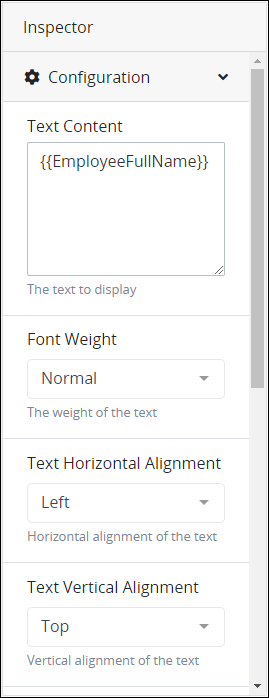 Inspector
Configuration
Text Content
{{EmployeeFullName}}
The text to display
Font Weight
Normal
The weight of the text
Text Horizontal Alignment
Left
Horizontal alignment of the text
Text Vertical Alignment
Top
Vertical alignment of the text